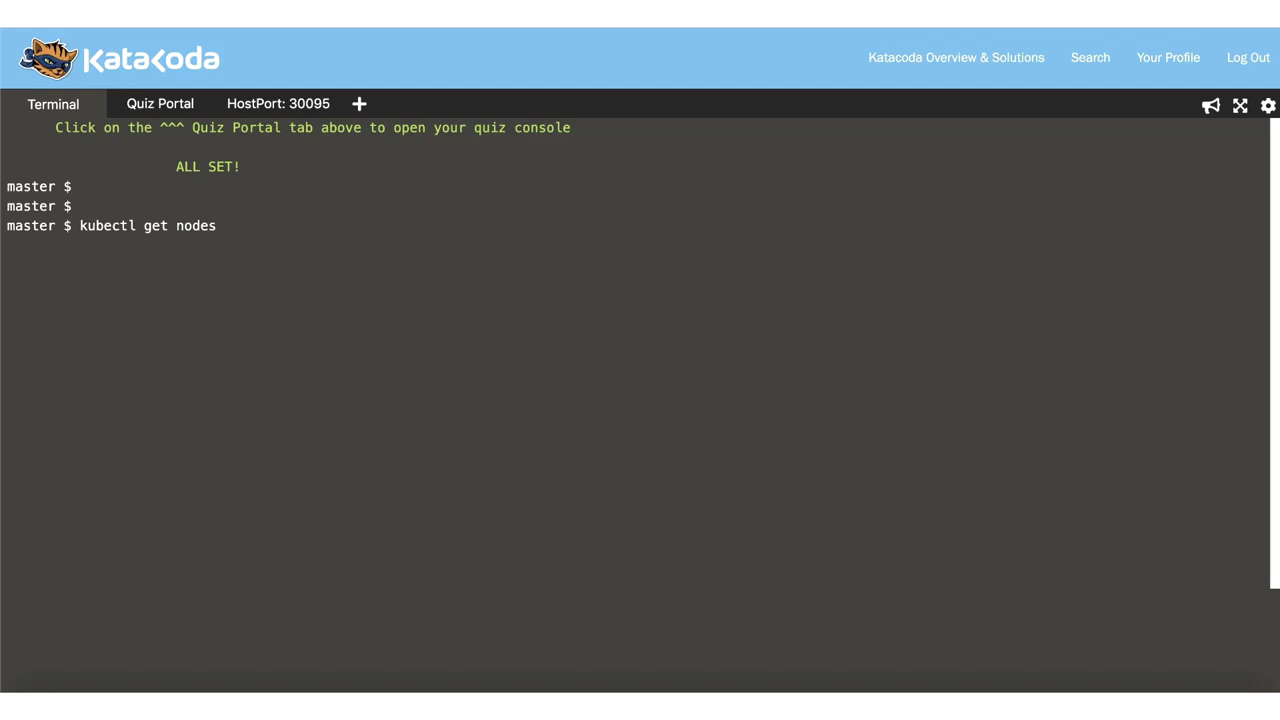 Katacoda
Katacoda Overview & Solutions
Search
Your Profile
Log Out
Terminal
Quiz Portal
HostPort: 30095
Click on the ^^^ Quiz Portal tab above to open your quiz console
ALL SET!
master $
master $
master $ kubectl get nodes